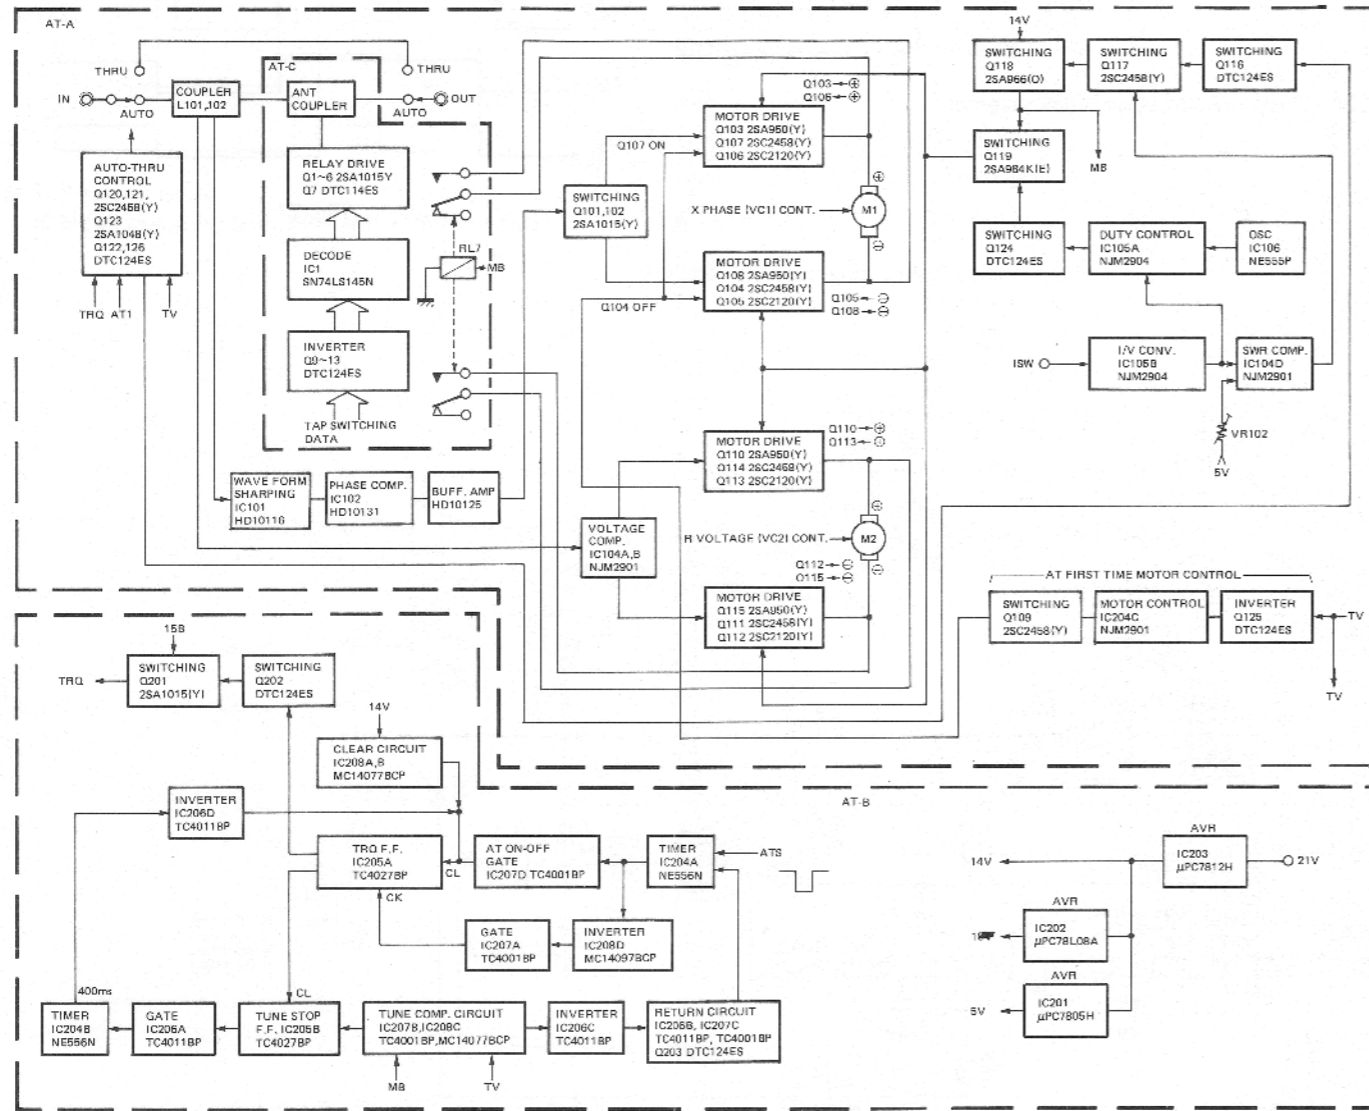 AT-A
THRU
THRU
IN
AUTO
COUPLER
L101,102
AT-C
ANT
COUPLER
OUT
AUTO
AUTO-THRU
CONTROL
Q120,121,
2SC2458(Y)
Q123
2SA1048(Y)
Q122,126
DTC124ES
TRQ
AT1
TV
RELAY DRIVE
Q1~6 2SA1015Y
Q7 DTC114ES
DECODE
IC1
SN74LS145N
INVERTER
Q9~13
DTC124ES
TAP SWITCHING
DATA
RL7
MB
WAVE FORM
SHARPING
IC101
HD10116
PHASE COMP.
IC102
HD10131
BUFF. AMP
HD10125
SWITCHING
Q101,102
2SA1015(Y)
Q107 ON
Q104 OFF
VOLTAGE
COMP.
IC104A,B
NJM2901
Q103
Q106
MOTOR DRIVE
Q103 2SA950(Y)
Q107 2SC2458(Y)
Q106 2SC2120(Y)
X PHASE (VC1) CONT.
M1
MOTOR DRIVE
Q108 2SA950(Y)
Q104 2SC2458(Y)
Q105 2SC2120(Y)
Q105
Q108
Q110
Q113
MOTOR DRIVE
Q110 2SA950(Y)
Q114 2SC2458(Y)
Q113 2SC2120(Y)
R VOLTAGE (VC2) CONT.
M2
Q112
Q115
MOTOR DRIVE
Q115 2SA950(Y)
Q111 2SC2458(Y)
Q112 2SC2120(Y)
14V
SWITCHING
Q118
2SA966(O)
SWITCHING
Q117
2SC2458(Y)
SWITCHING
Q116
DTC124ES
SWITCHING
Q119
2SA984K(E)
MB
SWITCHING
Q124
DTC124ES
DUTY CONTROL
IC105A
NJM2904
OSC
IC106
NE555P
ISW
I/V CONV.
IC105B
NJM2904
SWR COMP.
IC104D
NJM2901
VR102
5V
AT FIRST TIME MOTOR CONTROL
SWITCHING
Q109
2SC2458(Y)
MOTOR CONTROL
IC204C
NJM2901
INVERTER
Q125
DTC124ES
TV
TV
15B
TRQ
SWITCHING
Q201
2SA1015(Y)
SWITCHING
Q202
DTC124ES
14V
CLEAR CIRCUIT
IC208A,B
MC14077BCP
AT-B
INVERTER
IC206D
TC4011BP
TRQ F.F.
IC205A
TC4027BP
CL
CK
AT ON-OFF
GATE
IC207D TC4001BP
TIMER
IC204A
NE556N
ATS
GATE
IC207A
TC4001BP
INVERTER
IC208D
MC14097BCP
400ms
CL
TIMER
IC204B
NE556N
GATE
IC206A
TC4011BP
TUNE STOP
F.F. IC205B
TC4027BP
TUNE COMP. CIRCUIT
IC207B,IC208C
TC4001BP,MC14077BCP
INVERTER
IC206C
TC4011BP
RETURN CIRCUIT
IC206B, IC207C
TC4011BP, TC4001BP
Q203 DTC124ES
MB
TV
AVR
14V
IC203
µPC7812H
21V
AVR
IC202
µPC78L08A
AVR
5V
IC201
µPC7805H